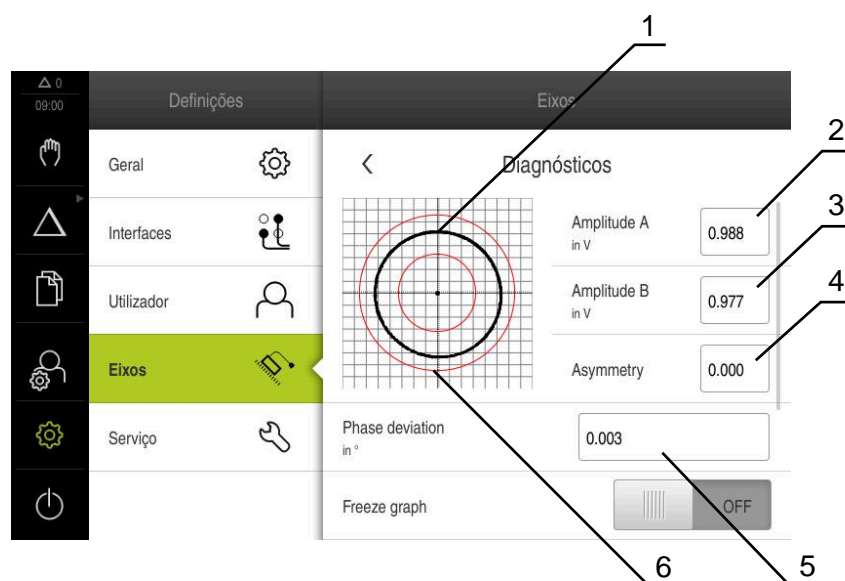 1
△ 0
09:00
Definições
Eixos
2
Geral
Diagnósticos
3
Interfaces
Amplitude A
in V
0.988
4
Utilizador
Amplitude B
in V
0.977
Eixos
Asymmetry
0.000
Serviço
Phase deviation
in °
0.003
Freeze graph
OFF
6
5